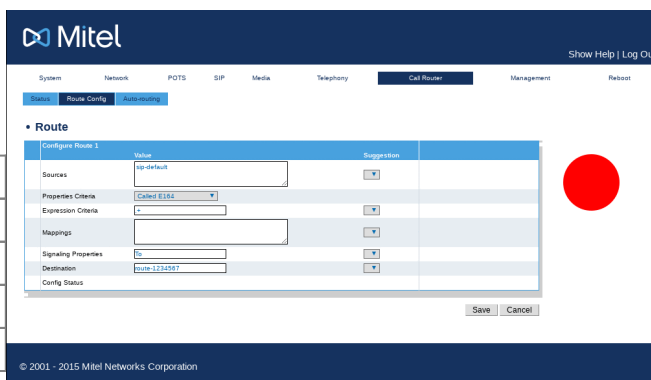 Mitel
Show Help | Log Ou
System Network POTS SIP Media Telephony Call Router Management Reboot
Status Route Config Auto-routing
• Route
Configure Route 1
Value Suggestion
Sources sip-default
Properties Criteria Called E164
Expression Criteria +
Mappings
Signaling Properties To
Destination route-1234567
Config Status
Save Cancel
© 2001 - 2015 Mitel Networks Corporation